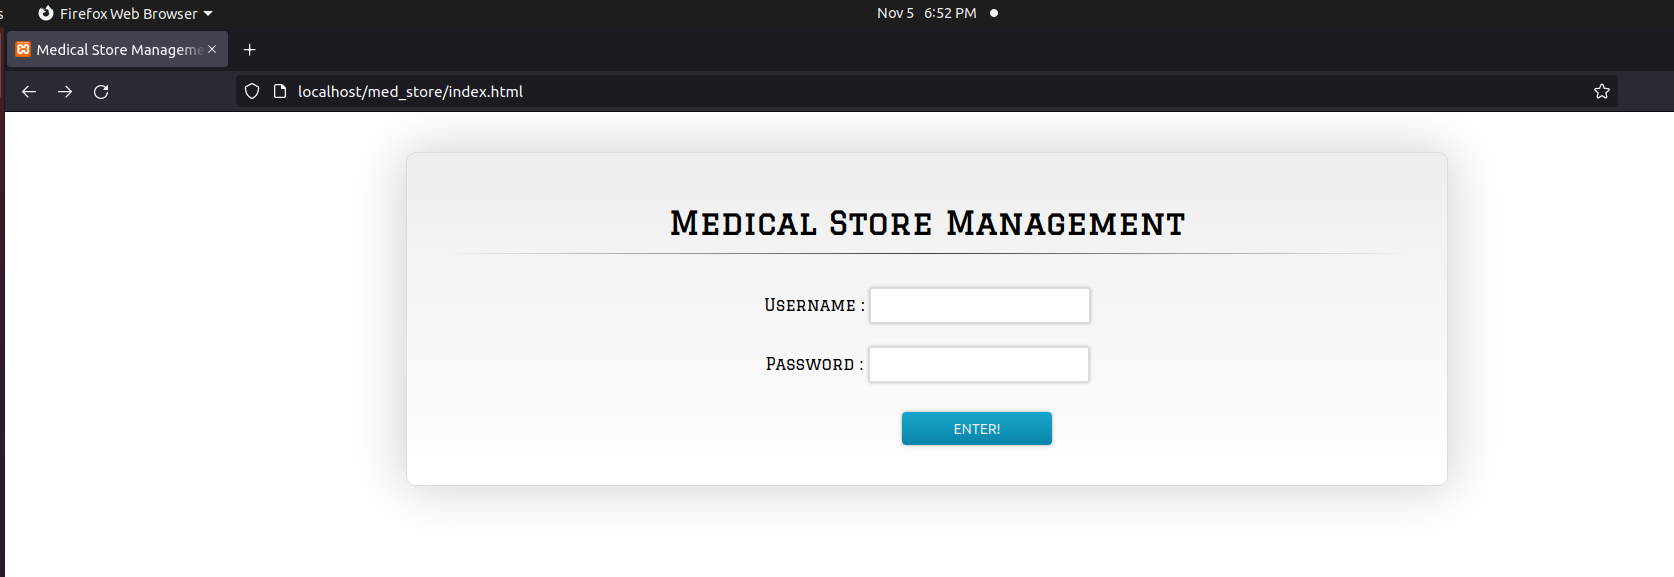 Firefox Web Browser
Nov 5 6:52 PM
Medical Store Manageme
localhost/med_store/index.html
Medical Store Management
Username :
Password :
ENTER!